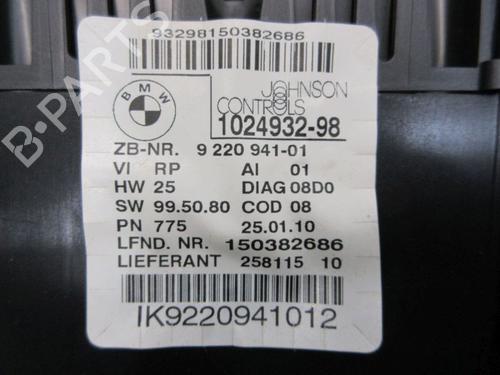 93298150382686
BMW
JOHNSON
CONTROLS
1024932-98
ZB-NR. 9 220 941-01
VI RP AI 01
HW 25 DIAG 08D0
SW 99.50.80 COD 08
PN 775 25.01.10
LFND. NR. 150382686
LIEFERANT 258115 10
IK9220941012